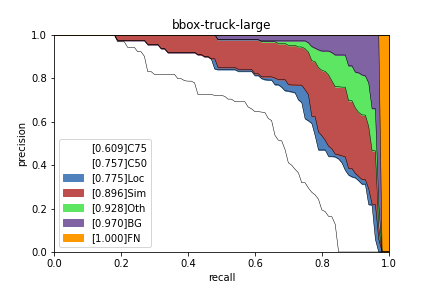 bbox-truck-large
1.0
0.8
0.6
0.4
0.2
0.0
precision
[0.609]C75
[0.757]C50
[0.775]Loc
[0.896]Sim
[0.928]Oth
[0.970]BG
[1.000]FN
0.0 0.2 0.4 0.6 0.8 1.0
recall